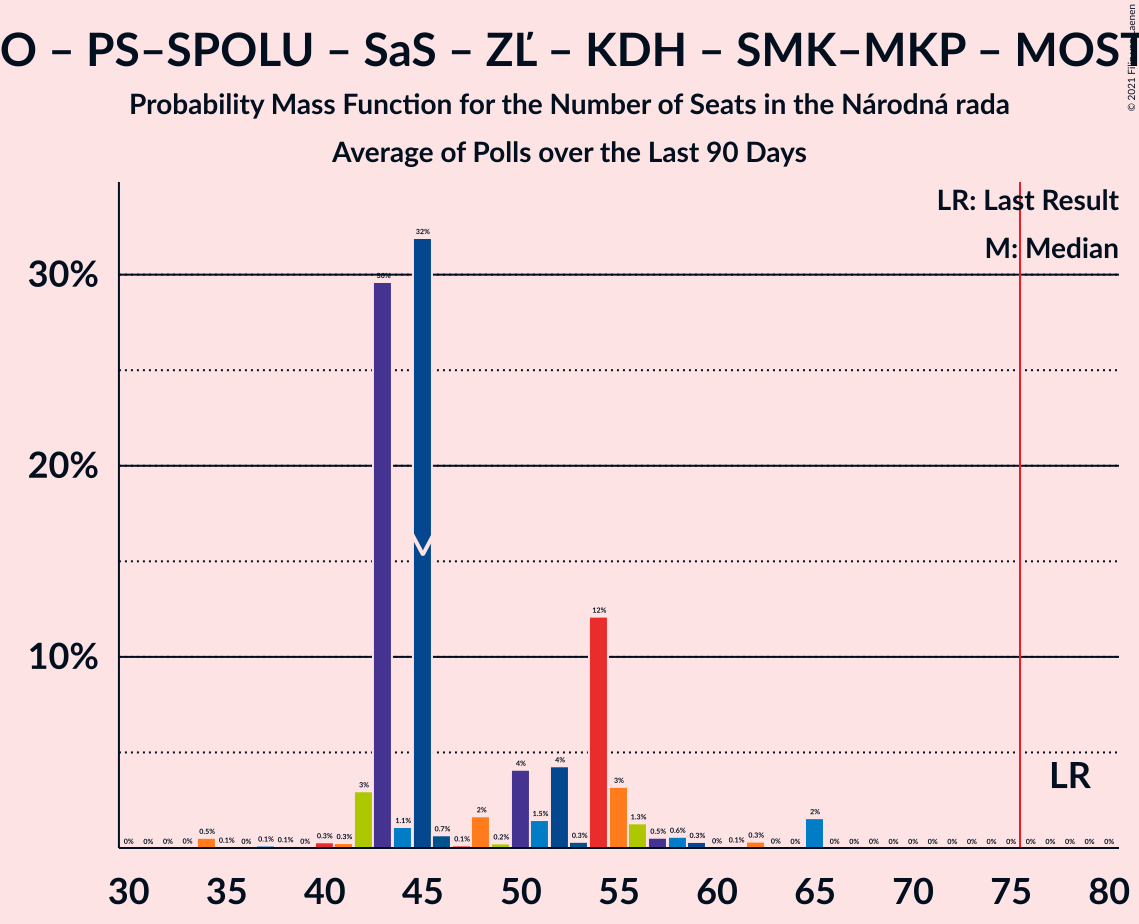 O – PS–SPOLU – SaS – ZĽ – KDH – SMK–MKP – MOST
Probability Mass Function for the Number of Seats in the Národná rada
Average of Polls over the Last 90 Days
LR: Last Result
M: Median
30%
20%
10%
0% 0% 0% 0% 0.5% 0.1% 0% 0.1% 0.1% 0% 0.3% 0.3% 3% 30% 1.1% 32% 0.7% 0.1% 2% 0.2% 4% 1.5% 4% 0.3% 12% 3% 1.3% 0.5% 0.6% 0.3% 0% 0.1% 0.3% 0% 0% 2% 0% 0% 0% 0% 0% 0% 0% 0% 0% 0% 0% 0% 0% 0% 0%
LR
30 35 40 45 50 55 60 65 70 75 80
© 2021